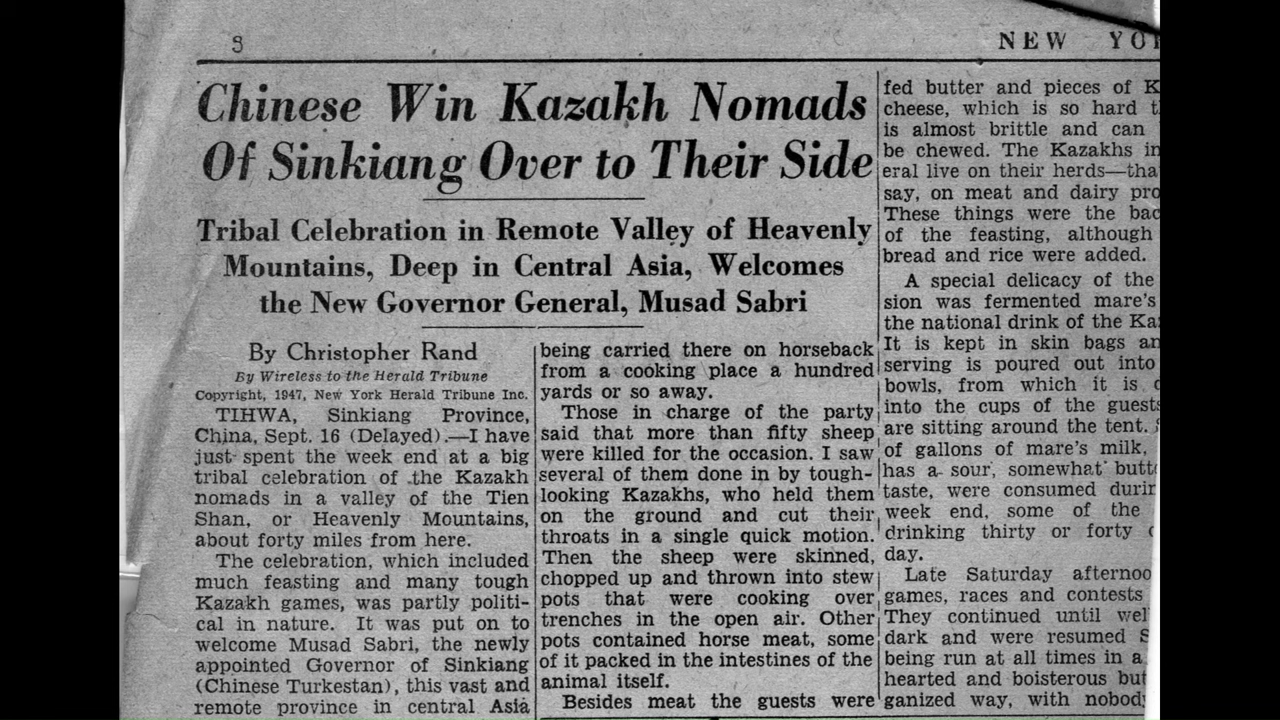 3
NEW YOR
Chinese Win Kazakh Nomads
Of Sinkiang Over to Their Side
Tribal Celebration in Remote Valley of Heavenly
Mountains, Deep in Central Asia, Welcomes
the New Governor General, Musad Sabri
By Christopher Rand
By Wireless to the Herald Tribune
Copyright, 1947, New York Herald Tribune Inc.
TIHWA, Sinkiang Province,
China, Sept. 16 (Delayed).—I have
just spent the week end at a big
tribal celebration of the Kazakh
nomads in a valley of the Tien
Shan, or Heavenly Mountains,
about forty miles from here.
The celebration, which included
much feasting and many tough
Kazakh games, was partly politi-
cal in nature. It was put on to
welcome Musad Sabri, the newly
appointed Governor of Sinkiang
(Chinese Turkestan), this vast and
remote province in central Asia
being carried there on horseback
from a cooking place a hundred
yards or so away.
Those in charge of the party
said that more than fifty sheep
were killed for the occasion. I saw
several of them done in by tough-
looking Kazakhs, who held them
on the ground and cut their
throats in a single quick motion.
Then the sheep were skinned,
chopped up and thrown into stew
pots that were cooking over
trenches in the open air. Other
pots contained horse meat, some
of it packed in the intestines of the
animal itself.
Besides meat the guests were
fed butter and pieces of K
cheese, which is so hard t
is almost brittle and can
be chewed. The Kazakhs in
eral live on their herds—tha
say, on meat and dairy pro
These things were the bac
of the feasting, although
bread and rice were added.
A special delicacy of the
sion was fermented mare's
the national drink of the Ka
It is kept in skin bags an
serving is poured out into
bowls, from which it is
into the cups of the guests
are sitting around the tent.
of gallons of mare's milk,
has a sour, somewhat butt
taste, were consumed durin
week end, some of the
drinking thirty or forty
day.
Late Saturday afternoo
games, races and contests
They continued until wel
dark and were resumed S
being run at all times in a
hearted and boisterous but
ganized way, with nobody